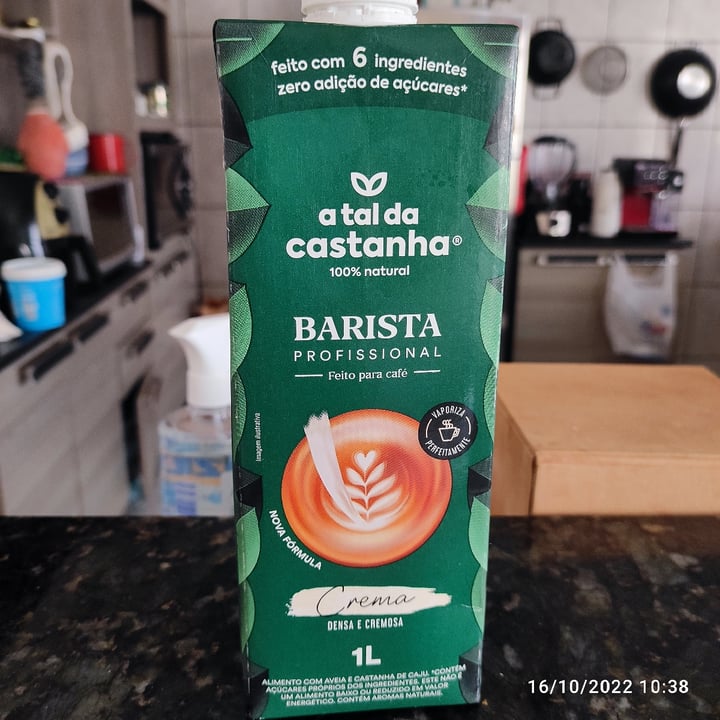 feito com 6 ingredientes
zero adição de açúcares*
a tal da
castanha®
100% natural
BARISTA
PROFISSIONAL
Feito para café
VAPORIZA
PERFEITAMENTE
Imagem ilustrativa
NOVA FÓRMULA
Crema
DENSA E CREMOSA
1L
ALIMENTO COM AVEIA E CASTANHA DE CAJU. *CONTÉM
AÇÚCARES PRÓPRIOS DOS INGREDIENTES. ESTE NÃO É
UM ALIMENTO BAIXO OU REDUZIDO EM VALOR
ENERGÉTICO. CONTÉM AROMAS NATURAIS.
16/10/2022 10:38